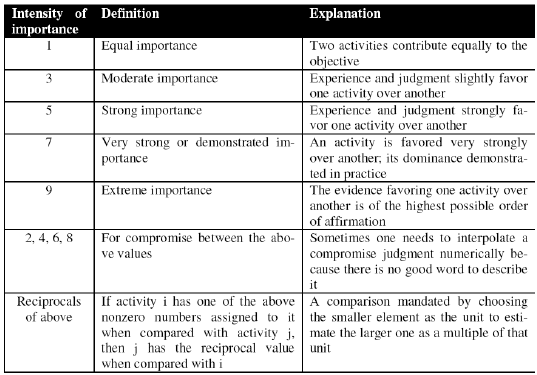 Intensity of importance Definition Explanation
1 Equal importance Two activities contribute equally to the
objective
3 Moderate importance Experience and judgment slightly favor
one activity over another
5 Strong importance Experience and judgment strongly fa-
vor one activity over another
7 Very strong or demonstrated im- An activity is favored very strongly
portance over another; its dominance demonstra-
ted in practice
9 Extreme importance The evidence favoring one activity over
another is of the highest possible order
of affirmation
2, 4, 6, 8 For compromise between the abo- Sometimes one needs to interpolate a
ve values compromise judgment numerically be-
cause there is no good word to describe
it
Reciprocals If activity i has one of the above A comparison mandated by choosing
of above nonzero numbers assigned to it the smaller element as the unit to esti-
when compared with activity j, mate the larger one as a multiple of that
then j has the reciprocal value unit
when compared with i